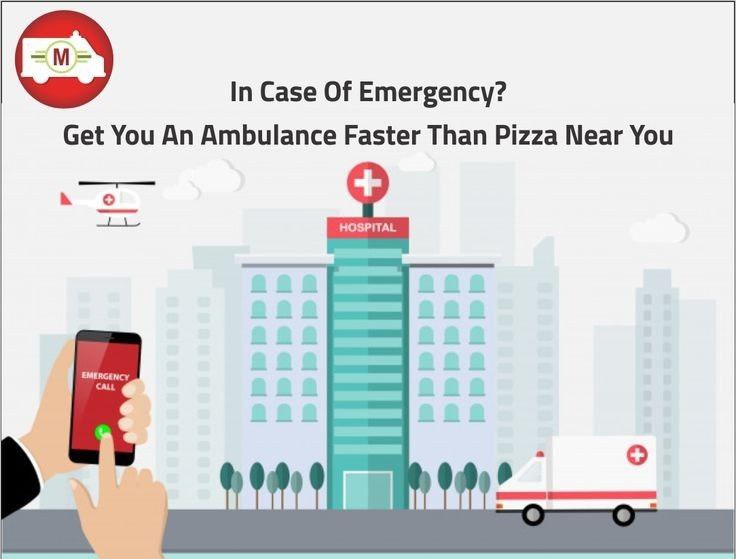 M
In Case Of Emergency?
Get You An Ambulance Faster Than Pizza Near You
HOSPITAL
EMERGENCY
CALL